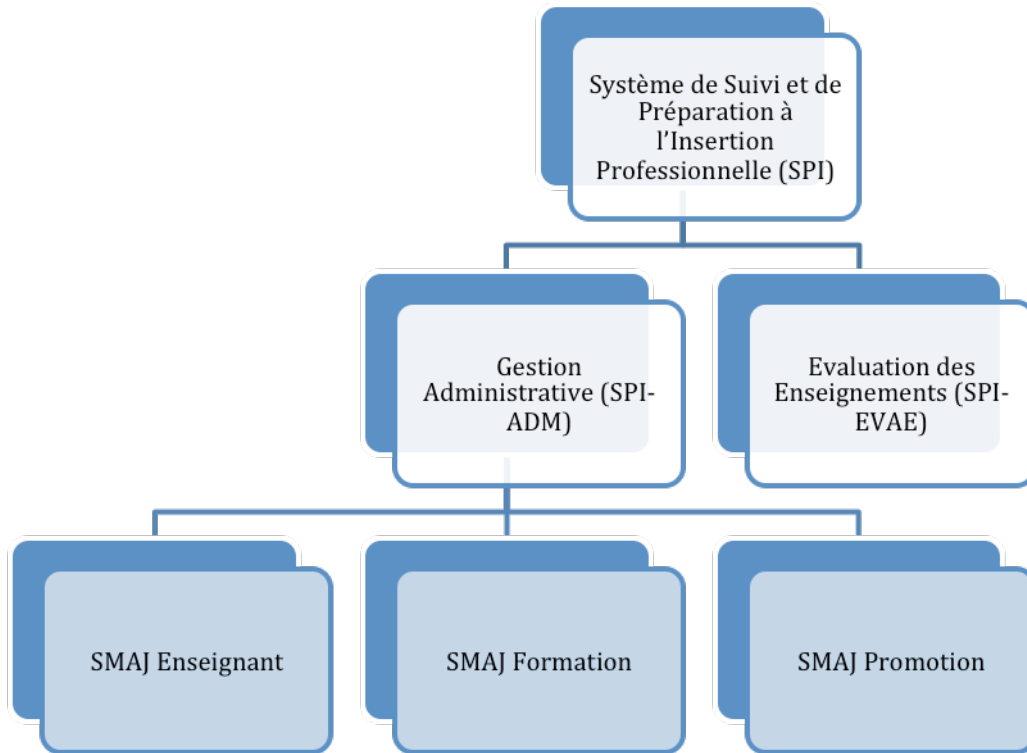 Système de Suivi et de
Préparation à
l’Insertion
Professionnelle (SPI)
Gestion
Administrative (SPI-
ADM)
Evaluation des
Enseignements (SPI-
EVAE)
SMAJ Enseignant
SMAJ Formation
SMAJ Promotion